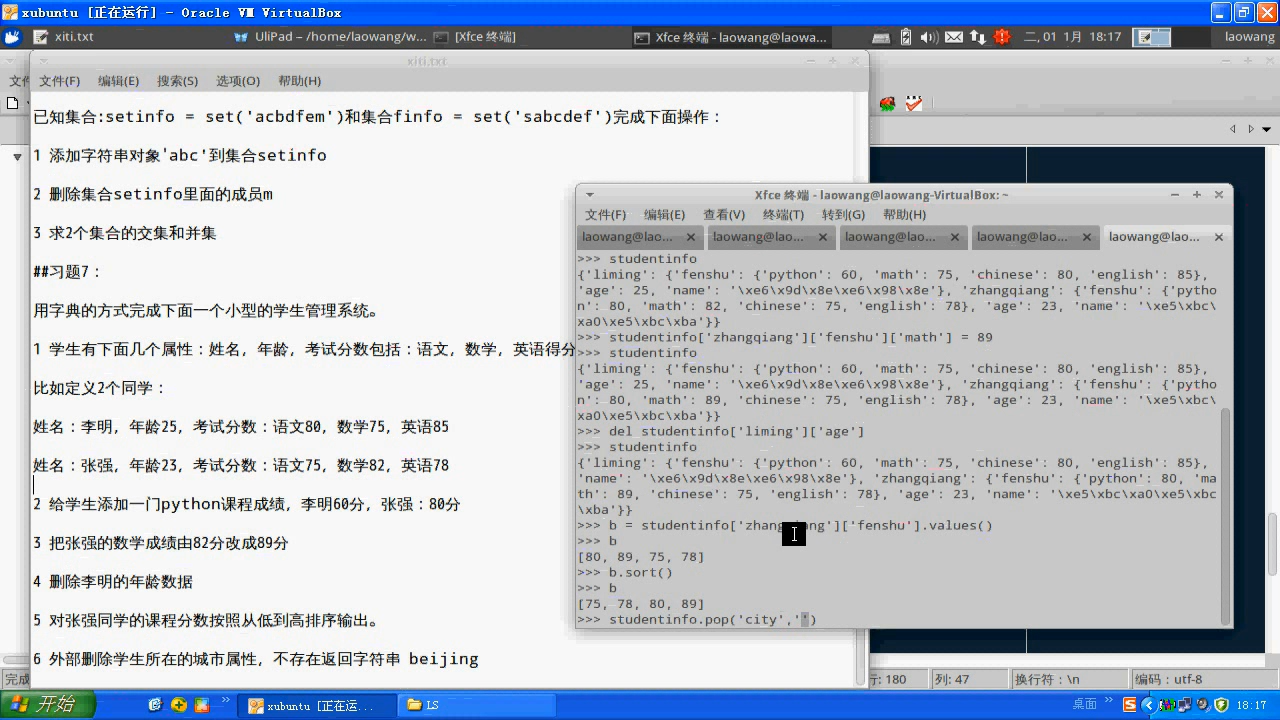 xubuntu [正在运行] - Oracle VM VirtualBox
xiti.txt
UliPad – /home/laowang/w...
[Xfce 终端]
Xfce 终端 - laowang@laowa...
二, 01 1月 18:17
laowang
xiti.txt
文件(F) 编辑(E) 搜索(S) 选项(O) 帮助(H)
已知集合:setinfo = set('acbdfem')和集合finfo = set('sabcdef')完成下面操作：
1 添加字符串对象'abc'到集合setinfo
2 删除集合setinfo里面的成员m
3 求2个集合的交集和并集
##习题7：
用字典的方式完成下面一个小型的学生管理系统。
1 学生有下面几个属性：姓名，年龄，考试分数包括：语文，数学，英语得分
比如定义2个同学：
姓名：李明，年龄25，考试分数：语文80，数学75，英语85
姓名：张强，年龄23，考试分数：语文75，数学82，英语78
2 给学生添加一门python课程成绩，李明60分，张强：80分
3 把张强的数学成绩由82分改成89分
4 删除李明的年龄数据
5 对张强同学的课程分数按照从低到高排序输出。
6 外部删除学生所在的城市属性，不存在返回字符串 beijing
Xfce 终端 - laowang@laowang-VirtualBox: ~
文件(F) 编辑(E) 查看(V) 终端(T) 转到(G) 帮助(H)
laowang@lao... laowang@lao... laowang@lao... laowang@lao... laowang@lao...
>>> studentinfo
{'liming': {'fenshu': {'python': 60, 'math': 75, 'chinese': 80, 'english': 85},
'age': 25, 'name': '\xe6\x9d\x8e\xe6\x98\x8e'}, 'zhangqiang': {'fenshu': {'pytho
n': 80, 'math': 82, 'chinese': 75, 'english': 78}, 'age': 23, 'name': '\xe5\xbc\
xa0\xe5\xbc\xba'}}
>>> studentinfo['zhangqiang']['fenshu']['math'] = 89
>>> studentinfo
{'liming': {'fenshu': {'python': 60, 'math': 75, 'chinese': 80, 'english': 85},
'age': 25, 'name': '\xe6\x9d\x8e\xe6\x98\x8e'}, 'zhangqiang': {'fenshu': {'pytho
n': 80, 'math': 89, 'chinese': 75, 'english': 78}, 'age': 23, 'name': '\xe5\xbc\
xa0\xe5\xbc\xba'}}
>>> del studentinfo['liming']['age']
>>> studentinfo
{'liming': {'fenshu': {'python': 60, 'math': 75, 'chinese': 80, 'english': 85},
'name': '\xe6\x9d\x8e\xe6\x98\x8e'}, 'zhangqiang': {'fenshu': {'python': 80, 'ma
th': 89, 'chinese': 75, 'english': 78}, 'age': 23, 'name': '\xe5\xbc\xa0\xe5\xbc
\xba'}}
>>> b = studentinfo['zhangqiang']['fenshu'].values()
>>> b
[80, 89, 75, 78]
>>> b.sort()
>>> b
[75, 78, 80, 89]
>>> studentinfo.pop('city','')
完成
行: 180 列: 47 换行符：\n 编码：utf-8
开始
xubuntu [正在运...
LS
桌面
18:17